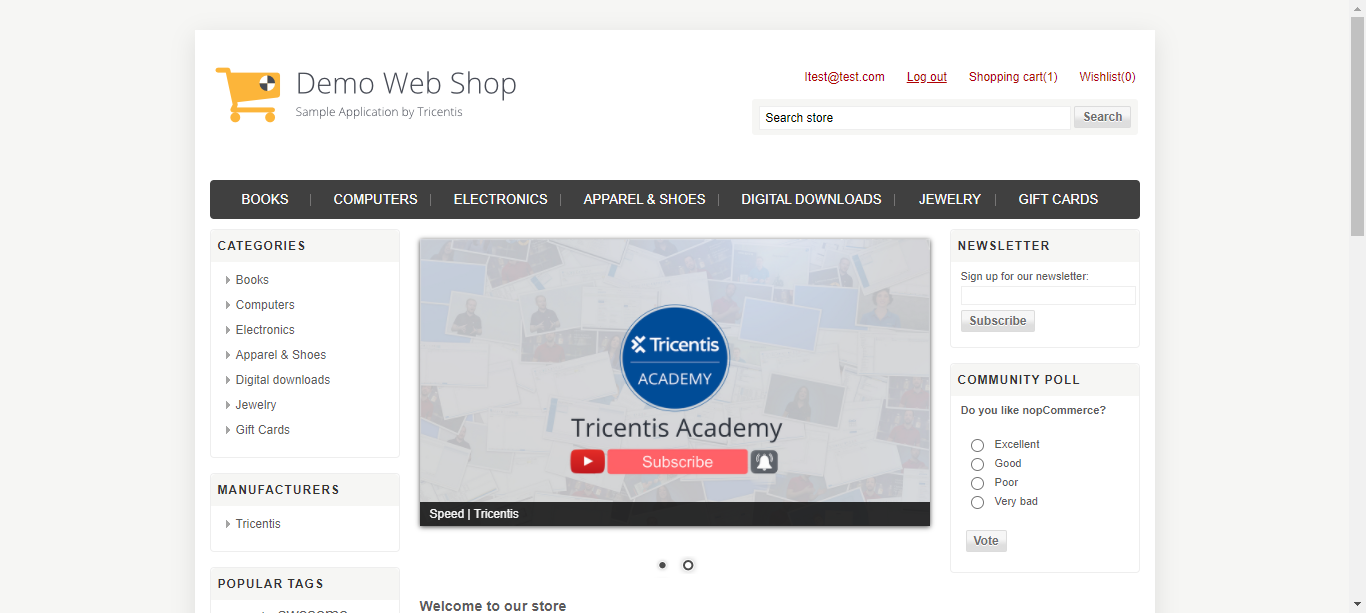 Demo Web Shop
Sample Application by Tricentis
ltest@test.com Log out Shopping cart(1) Wishlist(0)
Search store Search
BOOKS | COMPUTERS | ELECTRONICS | APPAREL & SHOES | DIGITAL DOWNLOADS | JEWELRY | GIFT CARDS
CATEGORIES
Books
Computers
Electronics
Apparel & Shoes
Digital downloads
Jewelry
Gift Cards
MANUFACTURERS
Tricentis
POPULAR TAGS
Tricentis
ACADEMY
Tricentis Academy
Subscribe
Speed | Tricentis
Welcome to our store
NEWSLETTER
Sign up for our newsletter:
Subscribe
COMMUNITY POLL
Do you like nopCommerce?
Excellent
Good
Poor
Very bad
Vote